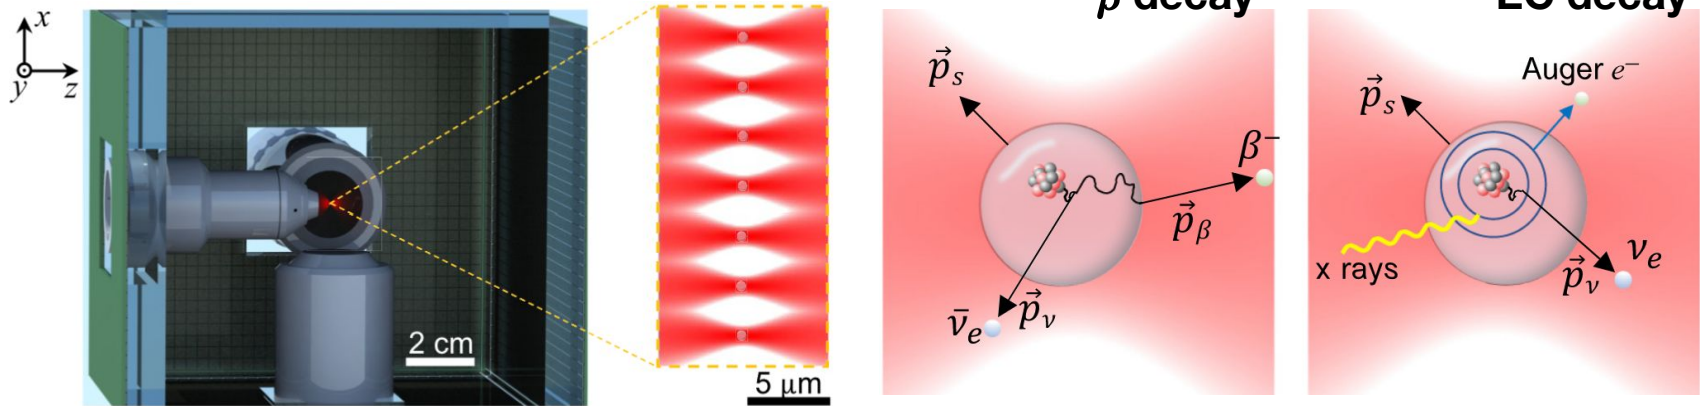 x
y
z
2 cm
5 μm
β decay
p⃗ₛ
β⁻
p⃗ᵦ
ν̄ₑ
p⃗ᵥ
EC decay
Auger e⁻
p⃗ₛ
x rays
p⃗ᵥ
νₑ